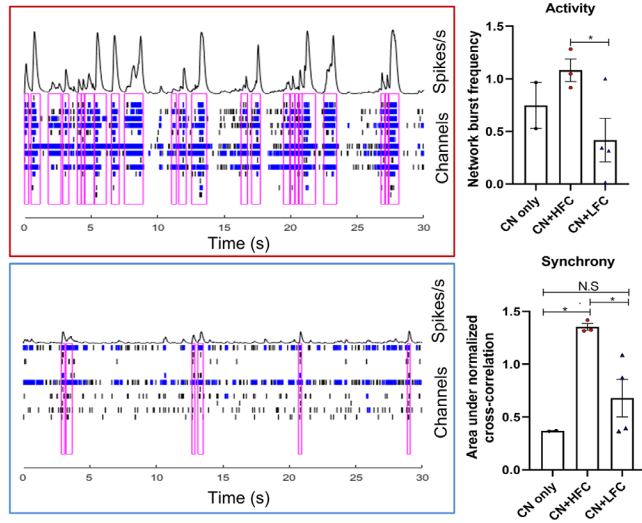 Spikes/s
Channels
0 5 10 15 20 25 30
Time (s)
Activity
Network burst frequency
1.5
1.0
0.5
0.0
*
CN only
CN+HFC
CN+LFC
Spikes/s
Channels
0 5 10 15 20 25 30
Time (s)
Synchrony
Area under normalized
cross-correlation
1.5
1.0
0.5
0.0
N.S
* *
CN only
CN+HFC
CN+LFC